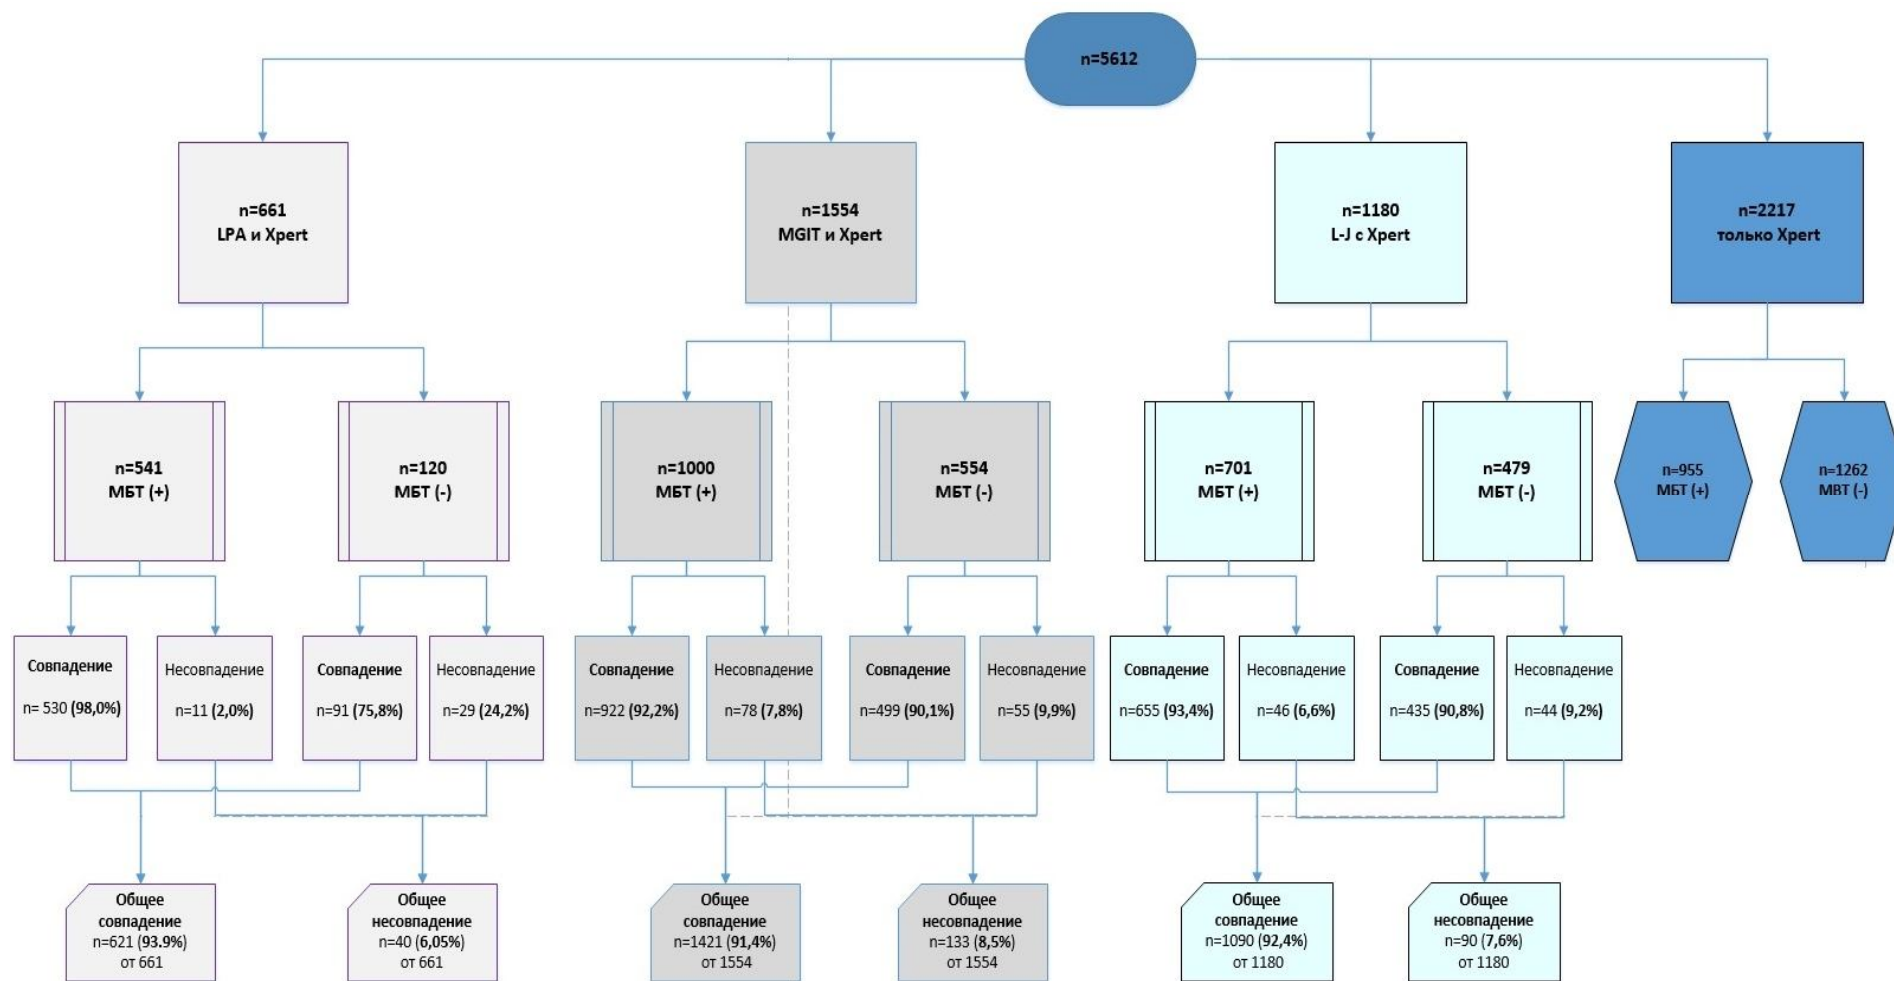 n=5612
n=661
LPA и Xpert
n=1554
MGIT и Xpert
n=1180
L-J с Xpert
n=2217
только Xpert
n=541
МБТ (+)
n=120
МБТ (-)
n=1000
МБТ (+)
n=554
МБТ (-)
n=701
МБТ (+)
n=479
МБТ (-)
n=955
МБТ (+)
n=1262
МВТ (-)
Совпадение
n= 530 (98,0%)
Несовпадение
n=11 (2,0%)
Совпадение
n=91 (75,8%)
Несовпадение
n=29 (24,2%)
Совпадение
n=922 (92,2%)
Несовпадение
n=78 (7,8%)
Совпадение
n=499 (90,1%)
Несовпадение
n=55 (9,9%)
Совпадение
n=655 (93,4%)
Несовпадение
n=46 (6,6%)
Совпадение
n=435 (90,8%)
Несовпадение
n=44 (9,2%)
Общее
совпадение
n=621 (93.9%)
от 661
Общее
несовпадение
n=40 (6,05%)
от 661
Общее
совпадение
n=1421 (91,4%)
от 1554
Общее
несовпадение
n=133 (8,5%)
от 1554
Общее
совпадение
n=1090 (92,4%)
от 1180
Общее
несовпадение
n=90 (7,6%)
от 1180